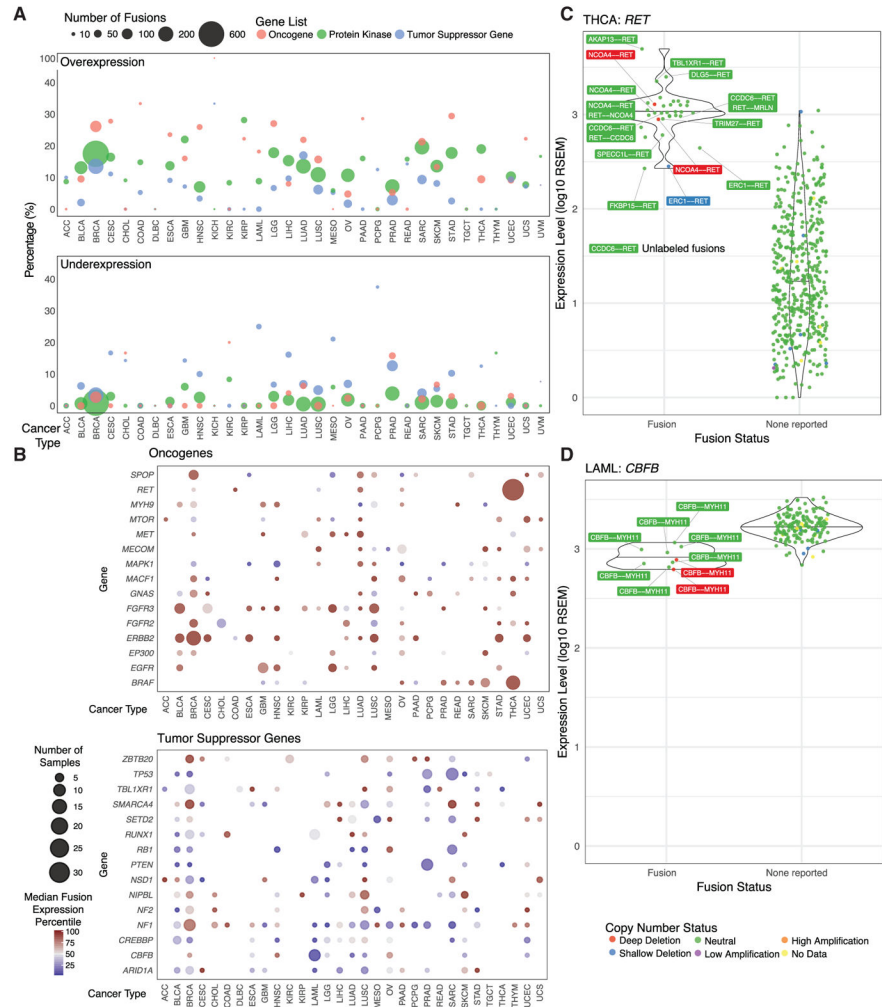 A
Number of Fusions
10 50 100 200 600
Gene List
Oncogene Protein Kinase Tumor Suppressor Gene
Overexpression
100
40
30
20
10
0
Percentage (%)
ACC BLCA BRCA CESC CHOL COAD DLBC ESCA GBM HNSC KICH KIRC KIRP LAML LGG LIHC LUAD LUSC MESO OV PAAD PCPG PRAD READ SARC SKCM STAD TGCT THCA THYM UCEC UCS UVM
Underexpression
40
30
20
10
0
Cancer Type
ACC BLCA BRCA CESC CHOL COAD DLBC ESCA GBM HNSC KICH KIRC KIRP LAML LGG LIHC LUAD LUSC MESO OV PAAD PCPG PRAD READ SARC SKCM STAD TGCT THCA THYM UCEC UCS UVM
B
Oncogenes
Gene
SPOP
RET
MYH9
MTOR
MET
MECOM
MAPK1
MACF1
GNAS
FGFR3
FGFR2
ERBB2
EP300
EGFR
BRAF
Cancer Type
ACC BLCA BRCA CESC CHOL COAD ESCA GBM HNSC KIRC KIRP LAML LGG LIHC LUAD LUSC MESO OV PAAD PCPG PRAD READ SARC SKCM STAD THCA UCEC UCS
Tumor Suppressor Genes
Number of
Samples
5
10
15
20
25
30
Median Fusion
Expression
Percentile
100
75
50
25
Gene
ZBTB20
TP53
TBL1XR1
SMARCA4
SETD2
RUNX1
RB1
PTEN
NSD1
NIPBL
NF2
NF1
CREBBP
CBFB
ARID1A
Cancer Type
ACC BLCA BRCA CESC COAD DLBC ESCA GBM HNSC KIRC KIRP LAML LGG LIHC LUAD LUSC MESO OV PAAD PCPG PRAD READ SARC SKCM STAD TGCT THCA THYM UCEC UCS
C
THCA: RET
Expression Level (log10 RSEM)
3
2
1
0
AKAP13---RET
NCOA4---RET
TBL1XR1---RET
DLG5---RET
NCOA4---RET
CCDC6---RET
NCOA4---RET
RET---MRLN
RET---NCOA4
TRIM27---RET
CCDC6---RET
RET---CCDC6
SPECC1L---RET
NCOA4---RET
ERC1---RET
FKBP15---RET
ERC1---RET
CCDC6---RET Unlabeled fusions
Fusion None reported
Fusion Status
D
LAML: CBFB
Expression Level (log10 RSEM)
3
2
1
0
CBFB---MYH11
CBFB---MYH11
CBFB---MYH11 CBFB---MYH11
CBFB---MYH11
CBFB---MYH11 CBFB---MYH11
CBFB---MYH11 CBFB---MYH11
Fusion None reported
Fusion Status
Copy Number Status
Deep Deletion Neutral High Amplification
Shallow Deletion Low Amplification No Data